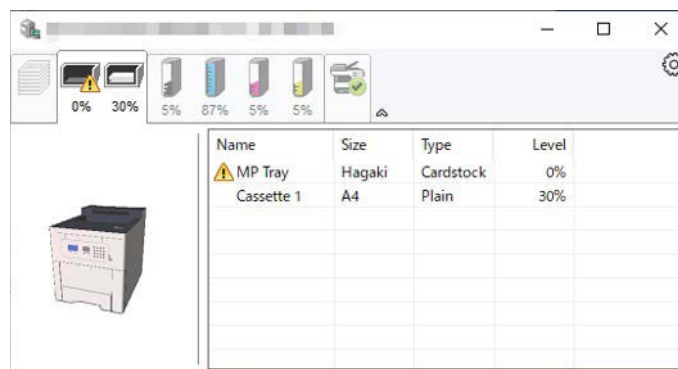 0% 30% 5% 87% 5% 5%
Name Size Type Level
MP Tray Hagaki Cardstock 0%
Cassette 1 A4 Plain 30%